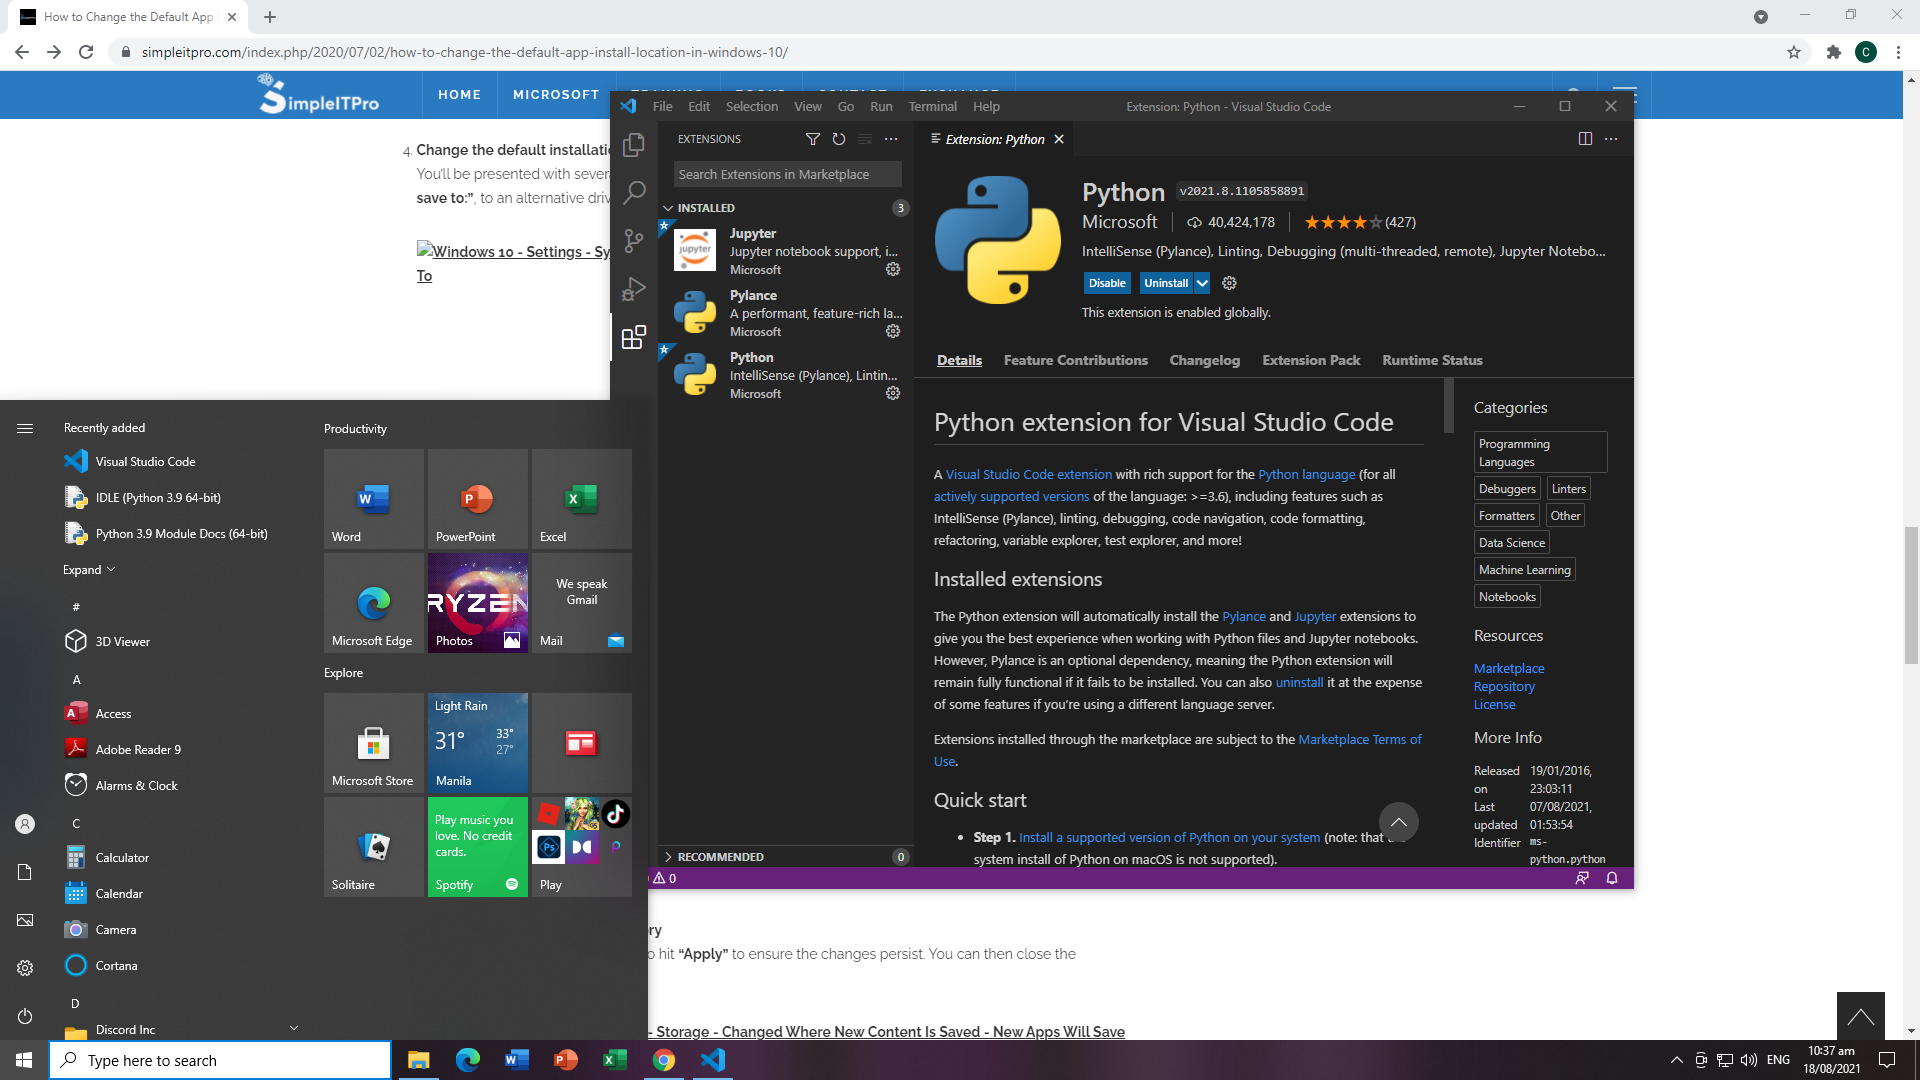 How to Change the Default App
simpleitpro.com/index.php/2020/07/02/how-to-change-the-default-app-install-location-in-windows-10/
C
SimpleITPro
HOME
MICROSOFT
4. Change the default installatio
You'll be presented with severa
save to:”, to an alternative driv
Windows 10 - Settings - Sy
To
File Edit Selection View Go Run Terminal Help
Extension: Python - Visual Studio Code
EXTENSIONS
Search Extensions in Marketplace
INSTALLED
3
Jupyter
jupyter
Jupyter notebook support, i...
Microsoft
Pylance
A performant, feature-rich la...
Microsoft
Python
IntelliSense (Pylance), Lintin...
Microsoft
RECOMMENDED
0
0
Extension: Python
Python v2021.8.1105858891
Microsoft 40,424,178 (427)
IntelliSense (Pylance), Linting, Debugging (multi-threaded, remote), Jupyter Notebo...
Disable Uninstall
This extension is enabled globally.
Details Feature Contributions Changelog Extension Pack Runtime Status
Python extension for Visual Studio Code
A Visual Studio Code extension with rich support for the Python language (for all
actively supported versions of the language: >=3.6), including features such as
IntelliSense (Pylance), linting, debugging, code navigation, code formatting,
refactoring, variable explorer, test explorer, and more!
Installed extensions
The Python extension will automatically install the Pylance and Jupyter extensions to
give you the best experience when working with Python files and Jupyter notebooks.
However, Pylance is an optional dependency, meaning the Python extension will
remain fully functional if it fails to be installed. You can also uninstall it at the expense
of some features if you're using a different language server.
Extensions installed through the marketplace are subject to the Marketplace Terms of
Use.
Quick start
• Step 1. Install a supported version of Python on your system (note: that
system install of Python on macOS is not supported).
Categories
Programming
Languages
Debuggers
Linters
Formatters
Other
Data Science
Machine Learning
Notebooks
Resources
Marketplace
Repository
License
More Info
Released on 19/01/2016, 23:03:11
Last updated 07/08/2021, 01:53:54
Identifier ms-python.python
Recently added
Visual Studio Code
IDLE (Python 3.9 64-bit)
Python 3.9 Module Docs (64-bit)
Expand
#
3D Viewer
A
Access
Adobe Reader 9
Alarms & Clock
C
Calculator
Calendar
Camera
Cortana
D
Discord Inc
Productivity
Word
PowerPoint
Excel
Microsoft Edge
RYZEN
Photos
We speak
Gmail
Mail
Explore
Microsoft Store
Light Rain
31° 33°
27°
Manila
Solitaire
Play music you
love. No credit
cards.
Spotify
Ps
Play
ory
o hit “Apply” to ensure the changes persist. You can then close the
- Storage - Changed Where New Content Is Saved - New Apps Will Save
Type here to search
ENG
10:37 am
18/08/2021